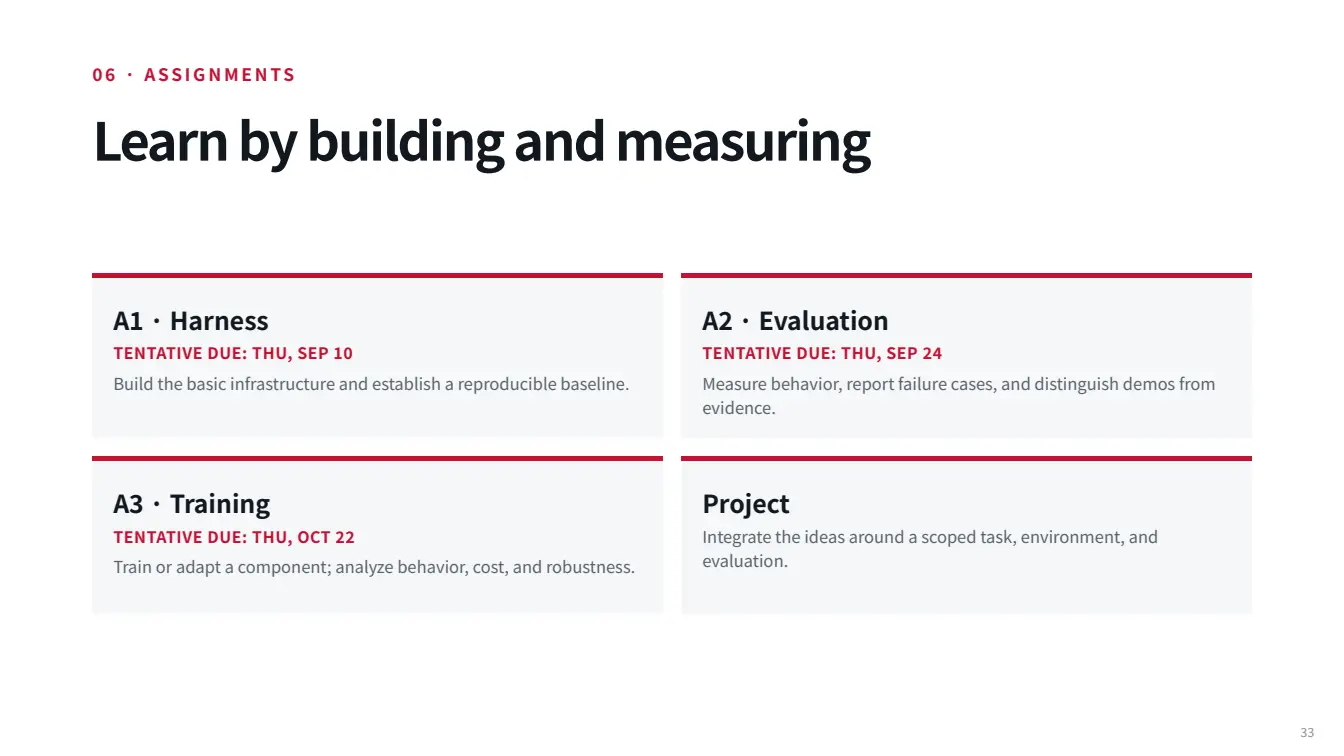 06 · ASSIGNMENTS
Learn by building and measuring
A1 · Harness
TENTATIVE DUE: THU, SEP 10
Build the basic infrastructure and establish a reproducible baseline.
A2 · Evaluation
TENTATIVE DUE: THU, SEP 24
Measure behavior, report failure cases, and distinguish demos from
evidence.
A3 · Training
TENTATIVE DUE: THU, OCT 22
Train or adapt a component; analyze behavior, cost, and robustness.
Project
Integrate the ideas around a scoped task, environment, and
evaluation.
33